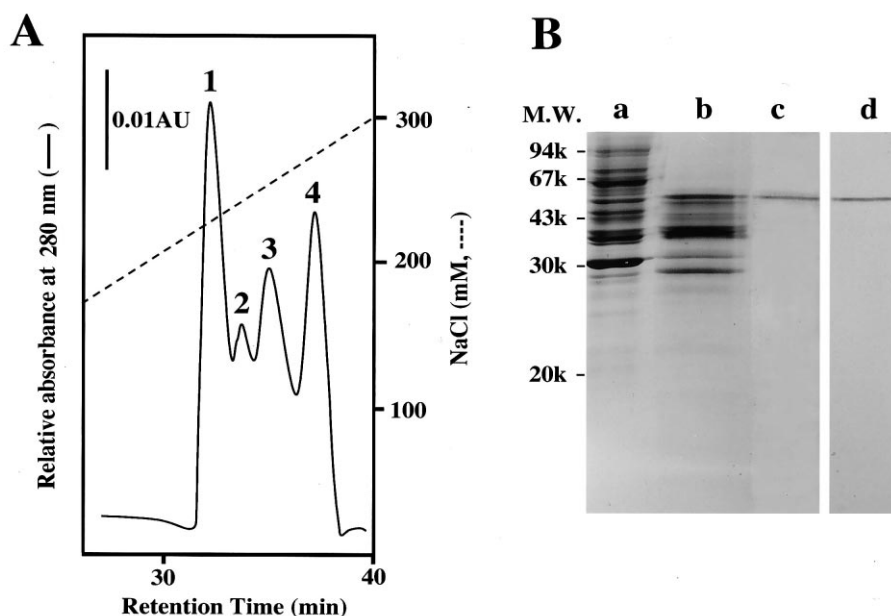 A
Relative absorbance at 280 nm (—)
0.01AU
1
2
3
4
300
200
100
NaCl (mM, ----)
30
40
Retention Time (min)
B
M.W. a b c d
94k
67k
43k
30k
20k